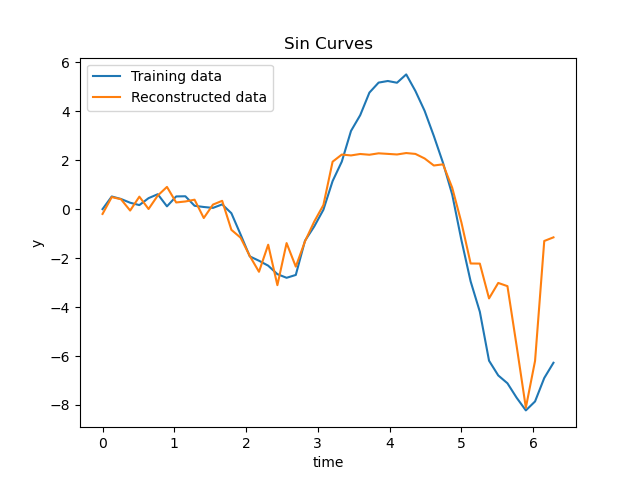 Sin Curves
Training data
Reconstructed data
6
4
2
0
−2
−4
−6
−8
y
0 1 2 3 4 5 6
time